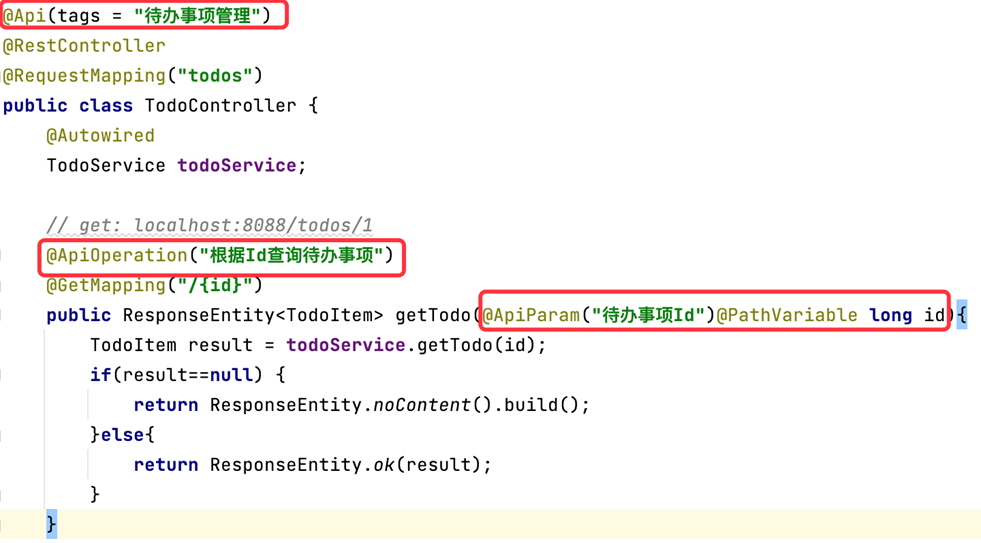 @Api(tags = "待办事项管理")
@RestController
@RequestMapping("todos")
public class TodoController {
    @Autowired
    TodoService todoService;

    // get: localhost:8088/todos/1
    @ApiOperation("根据Id查询待办事项")
    @GetMapping("/{id}")
    public ResponseEntity<TodoItem> getTodo(@ApiParam("待办事项Id")@PathVariable long id){
        TodoItem result = todoService.getTodo(id);
        if(result==null) {
            return ResponseEntity.noContent().build();
        }else{
            return ResponseEntity.ok(result);
        }
    }